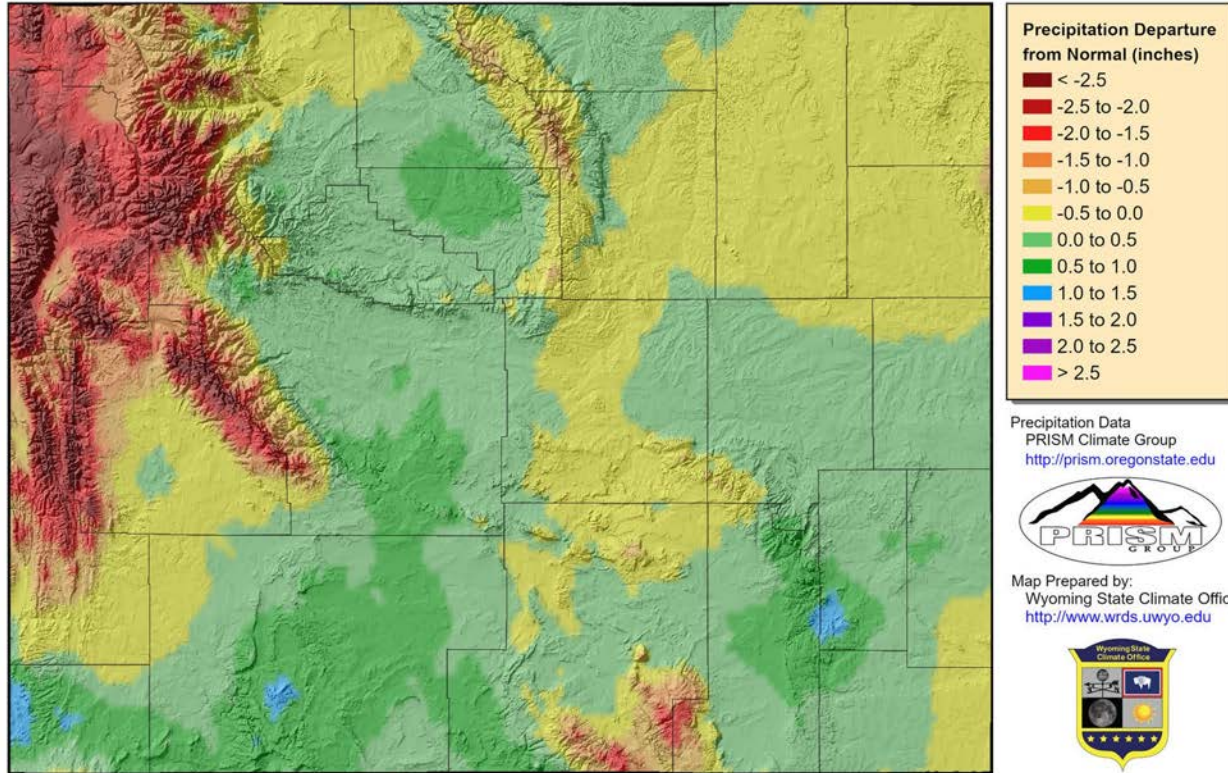 Precipitation Departure
from Normal (inches)
< -2.5
-2.5 to -2.0
-2.0 to -1.5
-1.5 to -1.0
-1.0 to -0.5
-0.5 to 0.0
0.0 to 0.5
0.5 to 1.0
1.0 to 1.5
1.5 to 2.0
2.0 to 2.5
> 2.5
Precipitation Data
PRISM Climate Group
http://prism.oregonstate.edu
PRISM
GROUP
Map Prepared by:
Wyoming State Climate Offic
http://www.wrds.uwyo.edu
Wyoming State
Climate Office